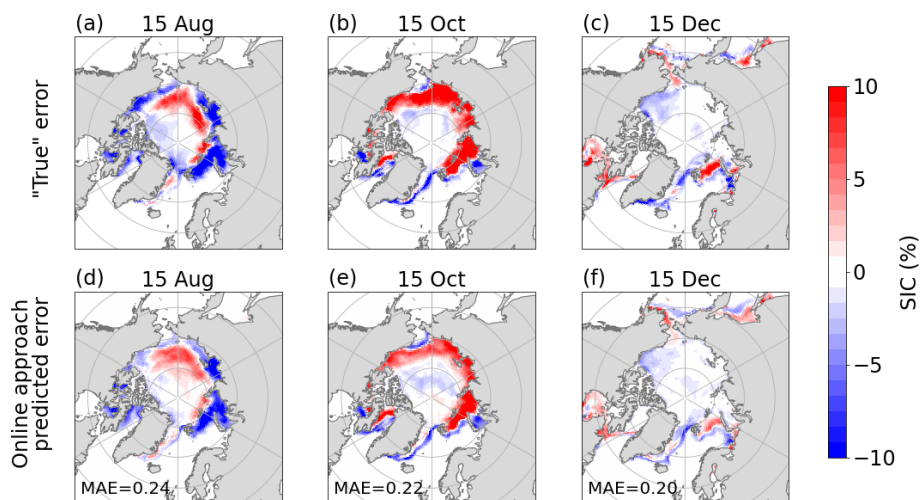 (a) 15 Aug
(b) 15 Oct
(c) 15 Dec
"True" error
(d) 15 Aug
(e) 15 Oct
(f) 15 Dec
Online approach
predicted error
MAE=0.24
MAE=0.22
MAE=0.20
10
5
0
−5
−10
SIC (%)